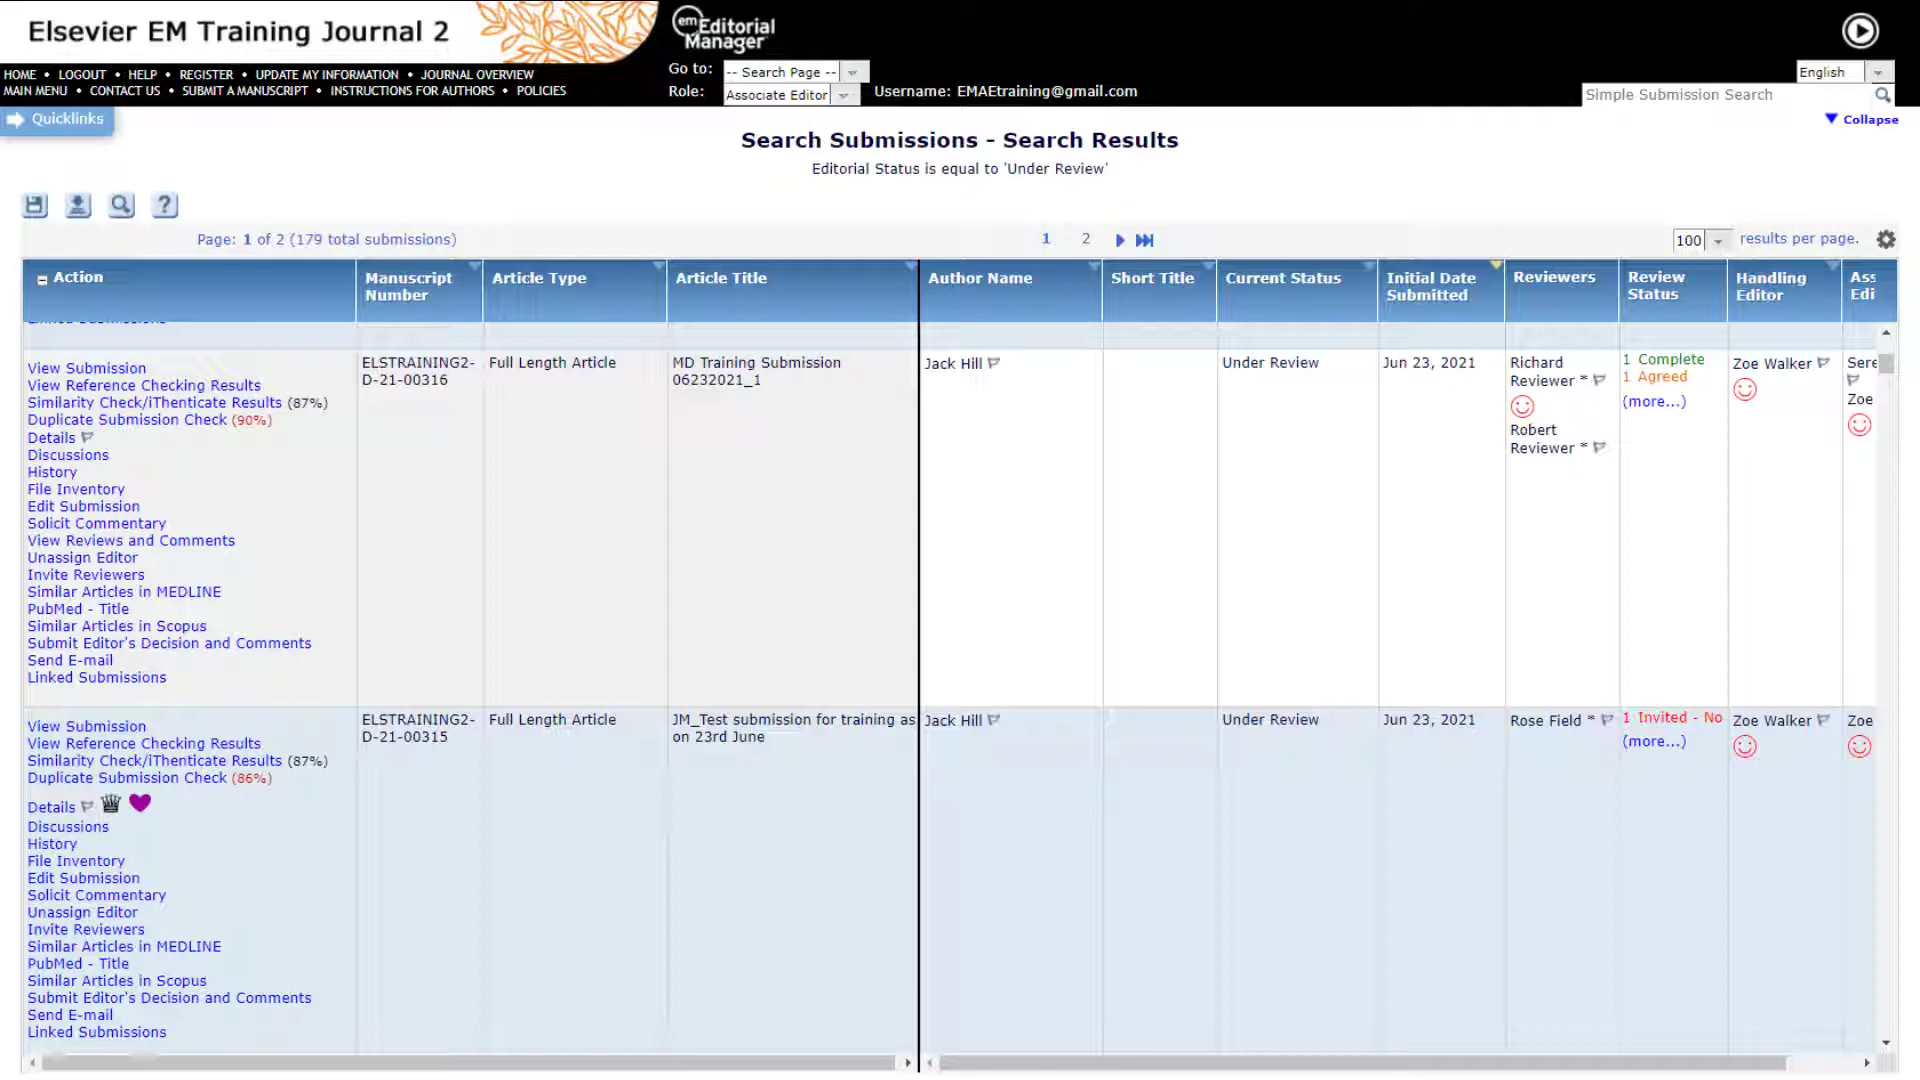 Elsevier EM Training Journal 2
em Editorial Manager
HOME • LOGOUT • HELP • REGISTER • UPDATE MY INFORMATION • JOURNAL OVERVIEW
MAIN MENU • CONTACT US • SUBMIT A MANUSCRIPT • INSTRUCTIONS FOR AUTHORS • POLICIES
Go to: -- Search Page --
Role: Associate Editor Username: EMAEtraining@gmail.com
English
Simple Submission Search
Quicklinks
Collapse
Search Submissions - Search Results
Editorial Status is equal to 'Under Review'
?
Page: 1 of 2 (179 total submissions) 1 2 100 results per page.
Action
Manuscript Number
Article Type
Article Title
Author Name
Short Title
Current Status
Initial Date Submitted
Reviewers
Review Status
Handling Editor
Ass
Edi
Linked Submissions
View Submission
View Reference Checking Results
Similarity Check/iThenticate Results (87%)
Duplicate Submission Check (90%)
Details
Discussions
History
File Inventory
Edit Submission
Solicit Commentary
View Reviews and Comments
Unassign Editor
Invite Reviewers
Similar Articles in MEDLINE
PubMed - Title
Similar Articles in Scopus
Submit Editor's Decision and Comments
Send E-mail
Linked Submissions
ELSTRAINING2-
D-21-00316
Full Length Article
MD Training Submission
06232021_1
Jack Hill
Under Review
Jun 23, 2021
Richard
Reviewer *
Robert
Reviewer *
1 Complete
1 Agreed
(more...)
Zoe Walker
Sere
Zoe
View Submission
View Reference Checking Results
Similarity Check/iThenticate Results (87%)
Duplicate Submission Check (86%)
Details
Discussions
History
File Inventory
Edit Submission
Solicit Commentary
Unassign Editor
Invite Reviewers
Similar Articles in MEDLINE
PubMed - Title
Similar Articles in Scopus
Submit Editor's Decision and Comments
Send E-mail
Linked Submissions
ELSTRAINING2-
D-21-00315
Full Length Article
JM_Test submission for training as
on 23rd June
Jack Hill
Under Review
Jun 23, 2021
Rose Field *
1 Invited - No
(more...)
Zoe Walker
Zoe